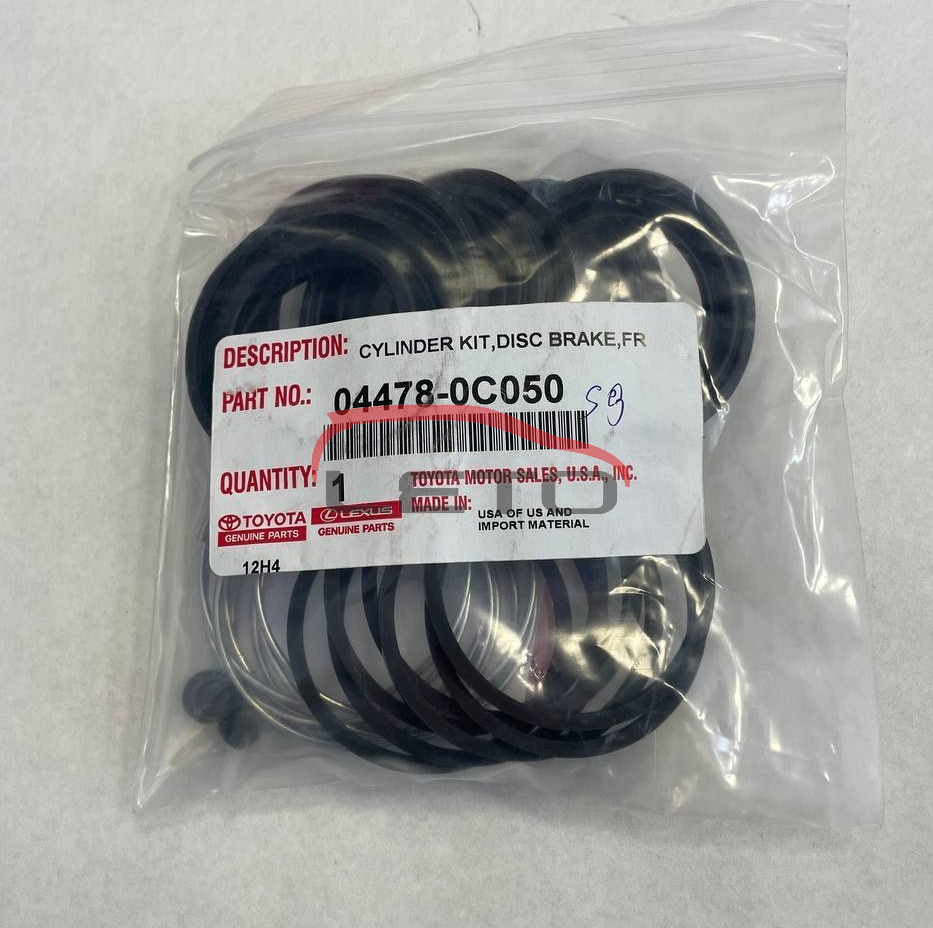 DESCRIPTION: CYLINDER KIT,DISC BRAKE,FR
PART NO.: 04478-0C050
QUANTITY: 1
TOYOTA MOTOR SALES, U.S.A., INC.
MADE IN: USA OF US AND
IMPORT MATERIAL
TOYOTA
GENUINE PARTS
LEXUS
GENUINE PARTS
12H4